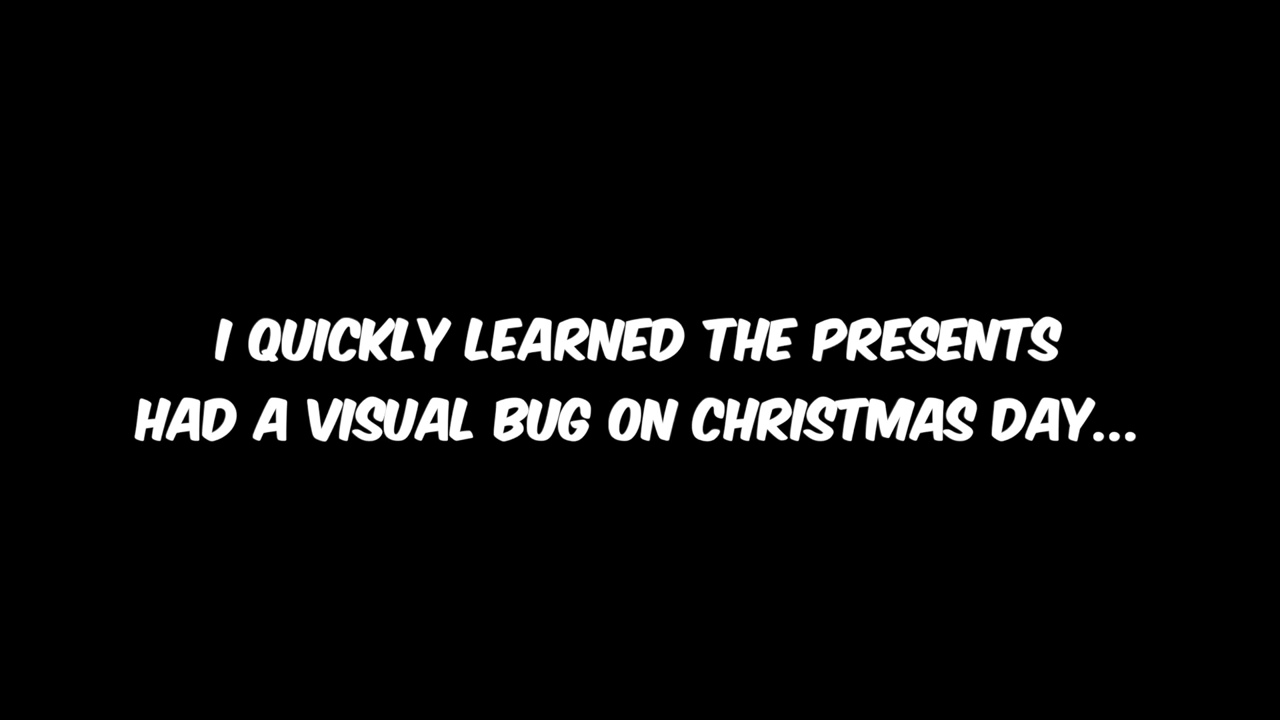 I QUICKLY LEARNED THE PRESENTS
HAD A VISUAL BUG ON CHRISTMAS DAY...